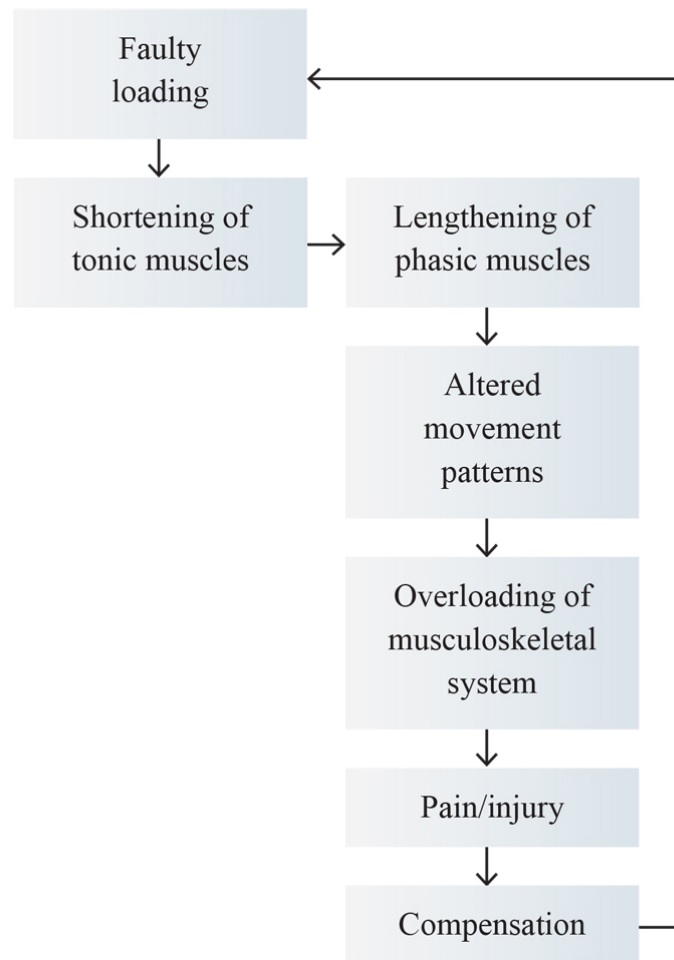 Faulty
loading
Shortening of
tonic muscles
Lengthening of
phasic muscles
Altered
movement
patterns
Overloading of
musculoskeletal
system
Pain/injury
Compensation